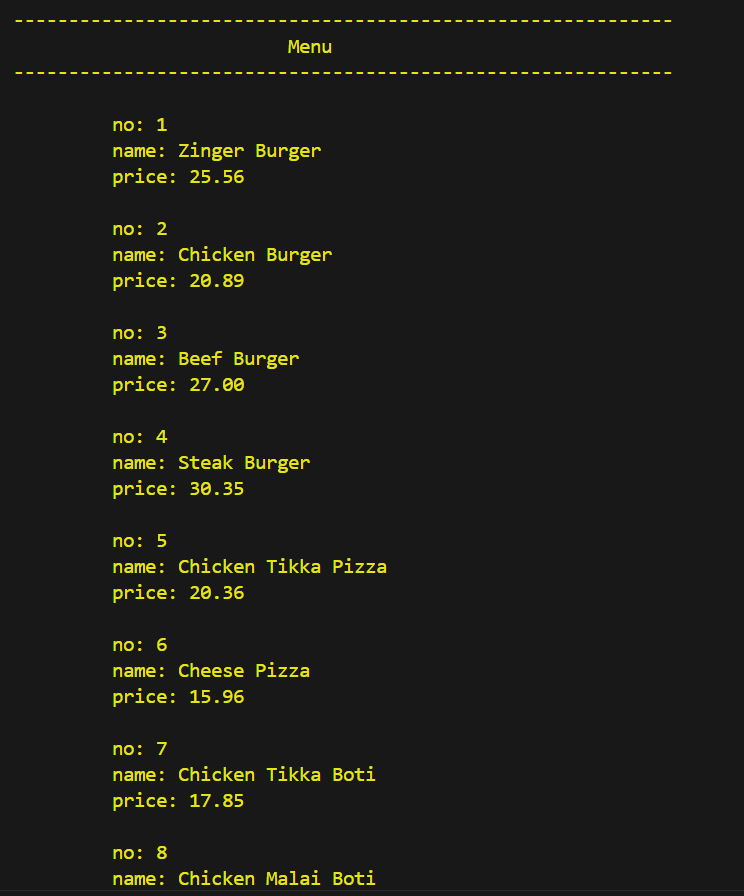 ------------------------------------------------------------
Menu
------------------------------------------------------------
no: 1
name: Zinger Burger
price: 25.56
no: 2
name: Chicken Burger
price: 20.89
no: 3
name: Beef Burger
price: 27.00
no: 4
name: Steak Burger
price: 30.35
no: 5
name: Chicken Tikka Pizza
price: 20.36
no: 6
name: Cheese Pizza
price: 15.96
no: 7
name: Chicken Tikka Boti
price: 17.85
no: 8
name: Chicken Malai Boti